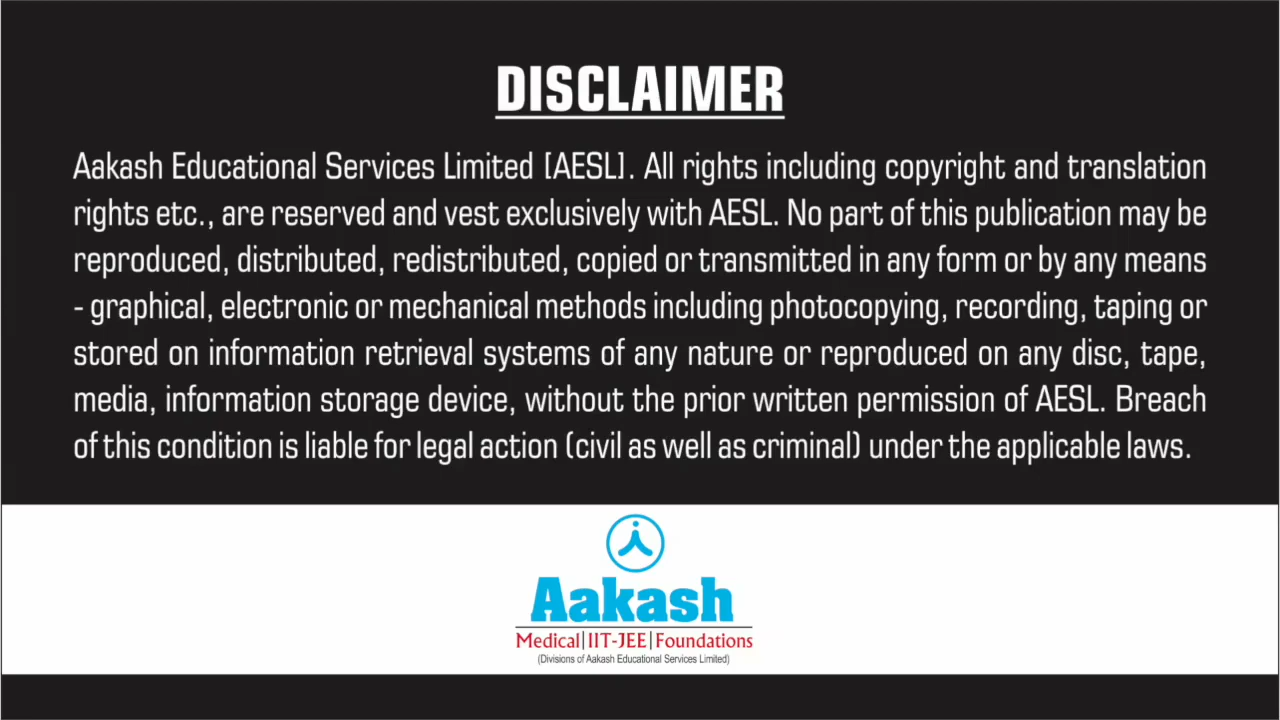 DISCLAIMER
Aakash Educational Services Limited [AESL]. All rights including copyright and translation
rights etc., are reserved and vest exclusively with AESL. No part of this publication may be
reproduced, distributed, redistributed, copied or transmitted in any form or by any means
- graphical, electronic or mechanical methods including photocopying, recording, taping or
stored on information retrieval systems of any nature or reproduced on any disc, tape,
media, information storage device, without the prior written permission of AESL. Breach
of this condition is liable for legal action (civil as well as criminal) under the applicable laws.
Aakash
Medical|IIT-JEE|Foundations
(Divisions of Aakash Educational Services Limited)